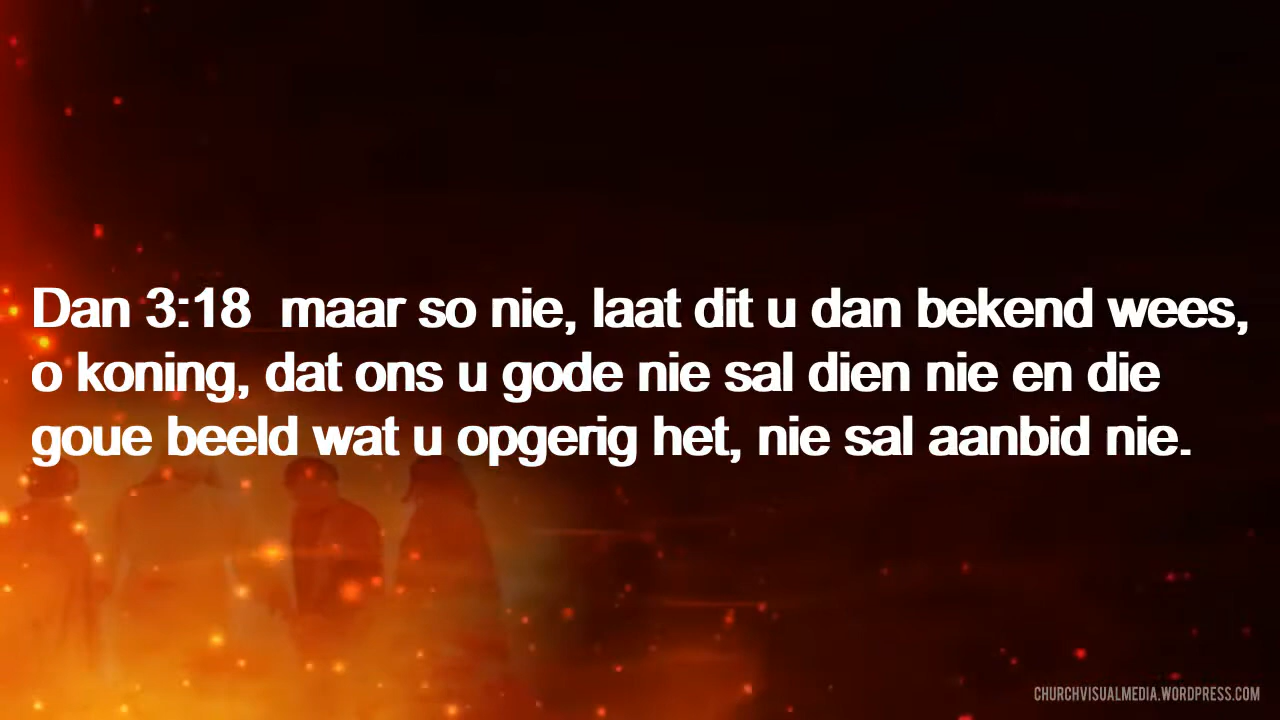 Dan 3:18  maar so nie, laat dit u dan bekend wees,
o koning, dat ons u gode nie sal dien nie en die
goue beeld wat u opgerig het, nie sal aanbid nie.
CHURCHVISUALMEDIA.WORDPRESS.COM